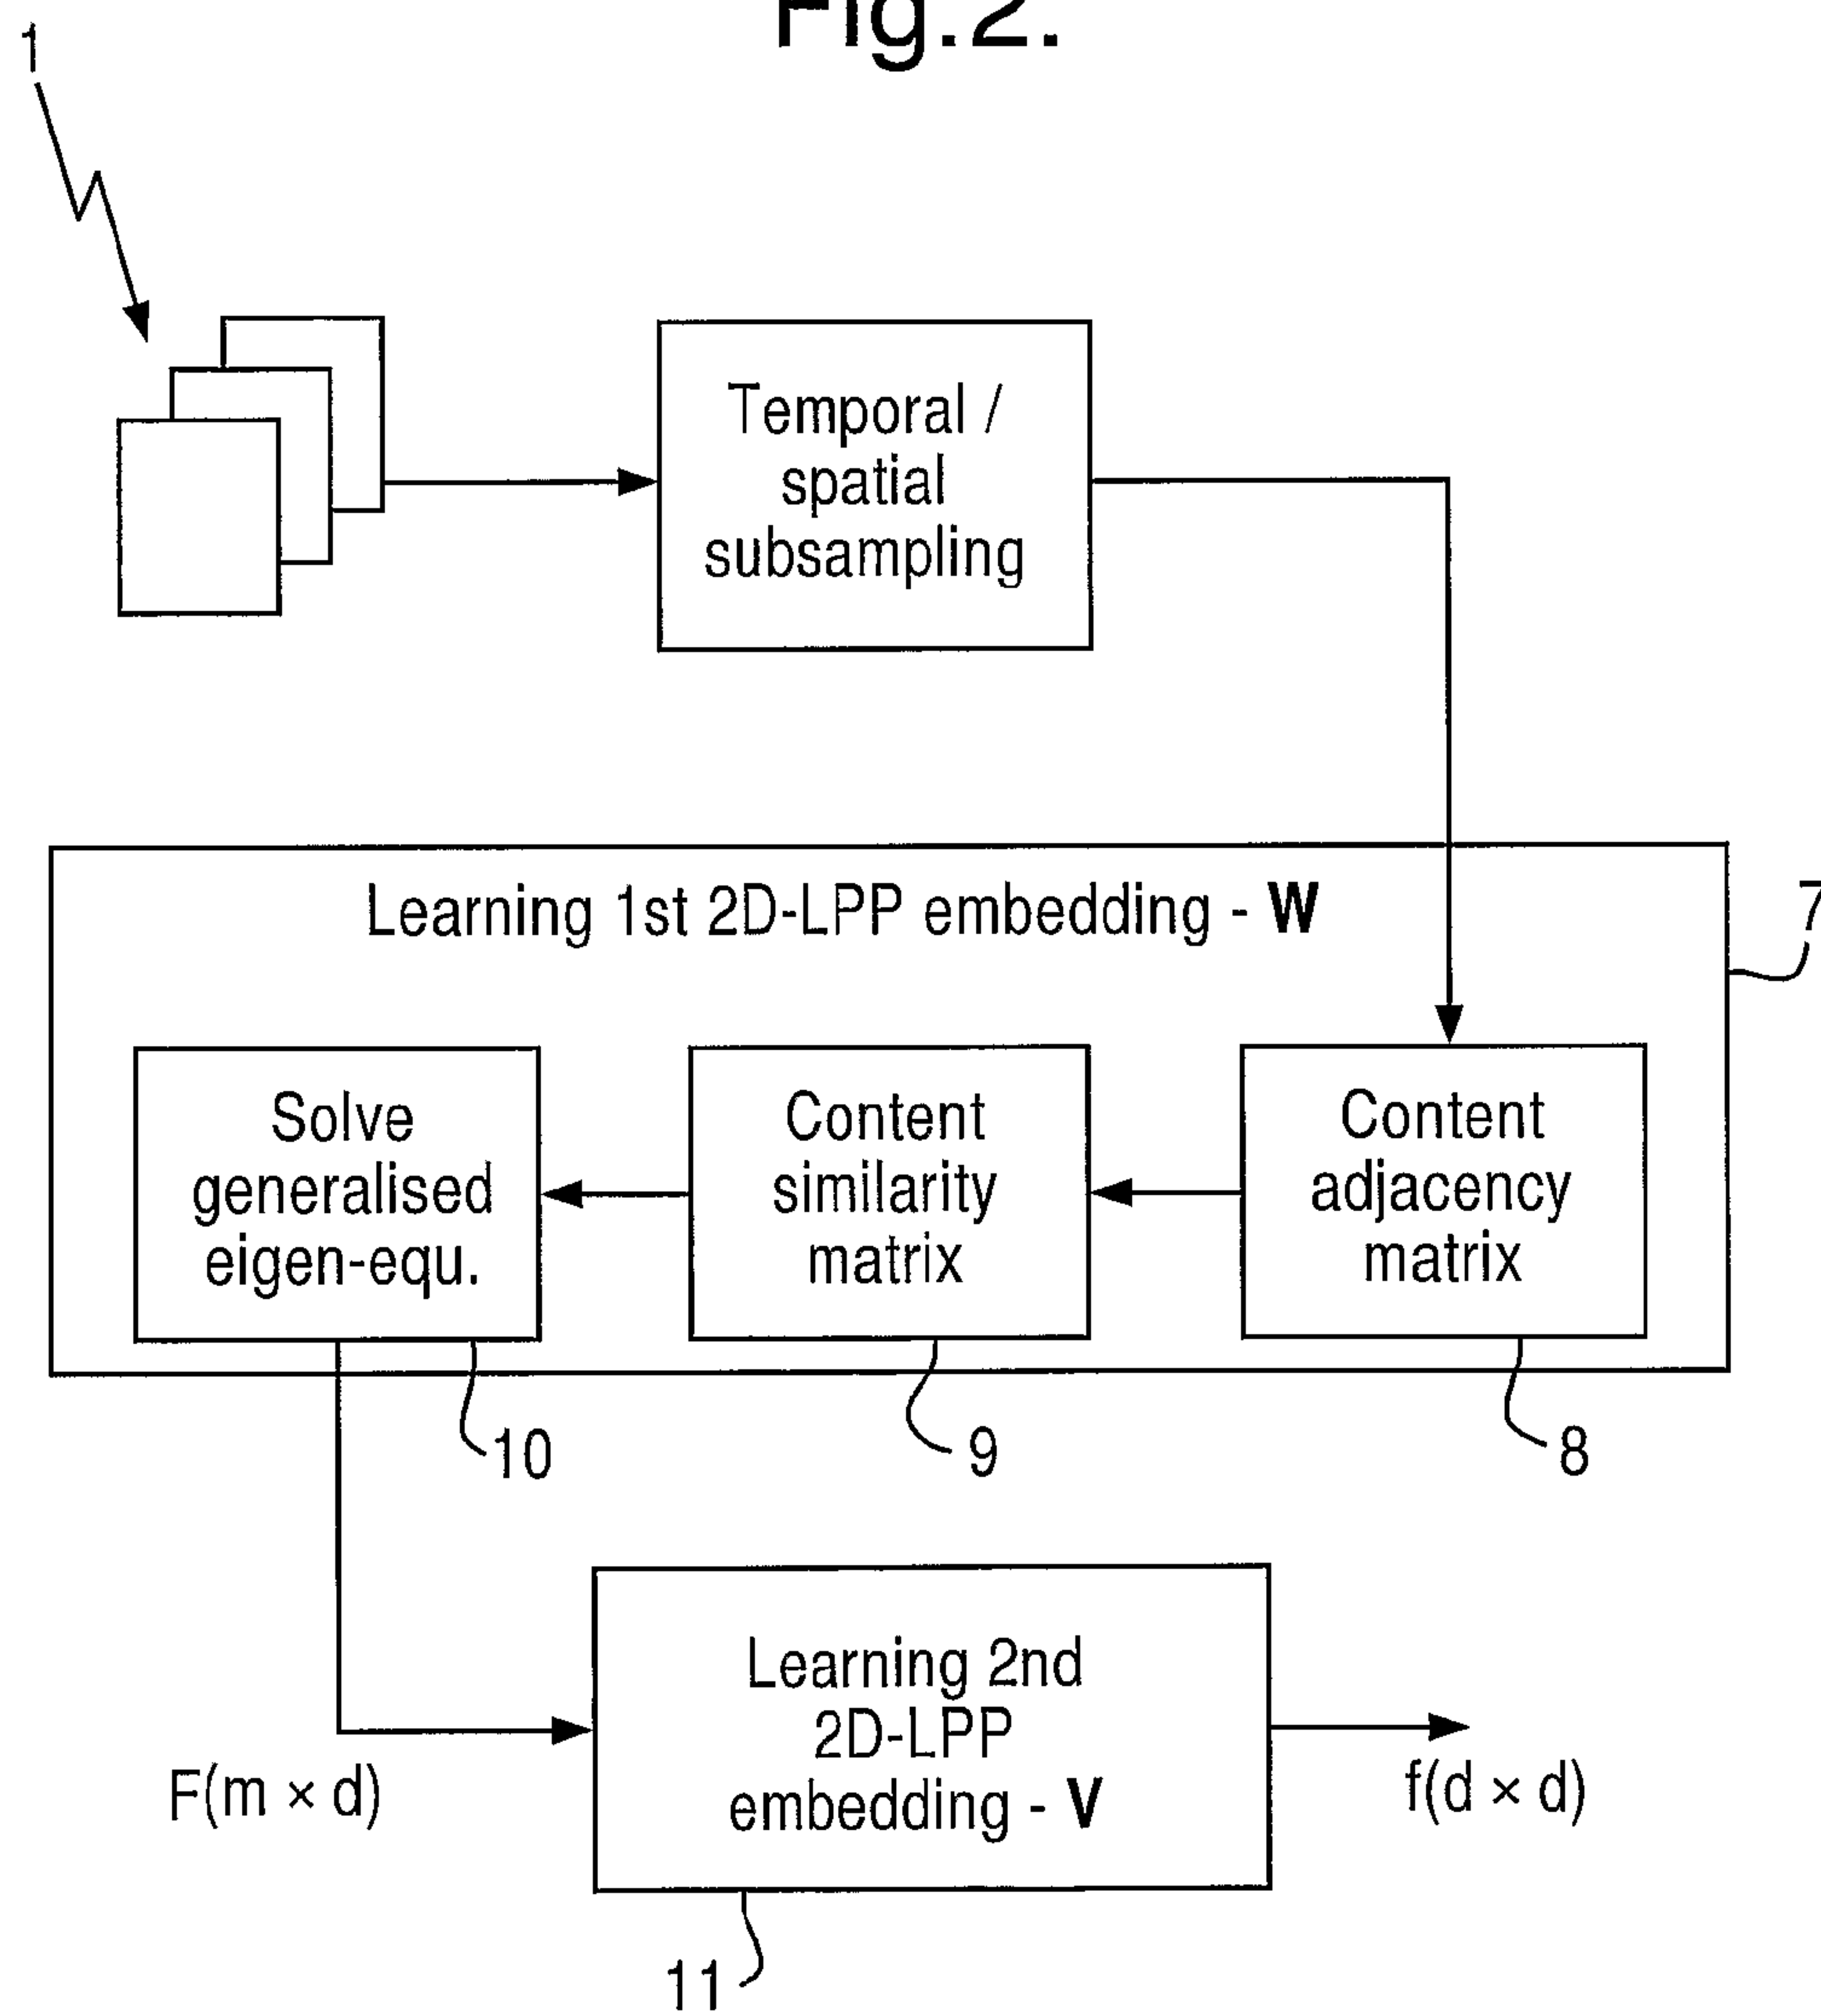 Fig.2.
1
Temporal /
spatial
subsampling
Learning 1st 2D-LPP embedding - W
7
Solve
generalised
eigen-equ.
Content
similarity
matrix
Content
adjacency
matrix
10
9
8
Learning 2nd
2D-LPP
embedding - V
F(m × d)
f(d × d)
11